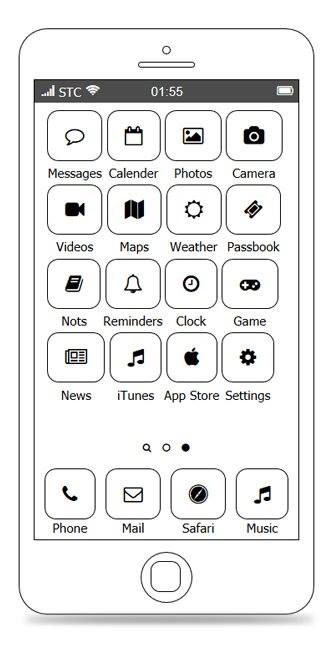 STC 01:55
Messages Calender Photos Camera
Videos Maps Weather Passbook
Nots Reminders Clock Game
News iTunes App Store Settings
Phone Mail Safari Music